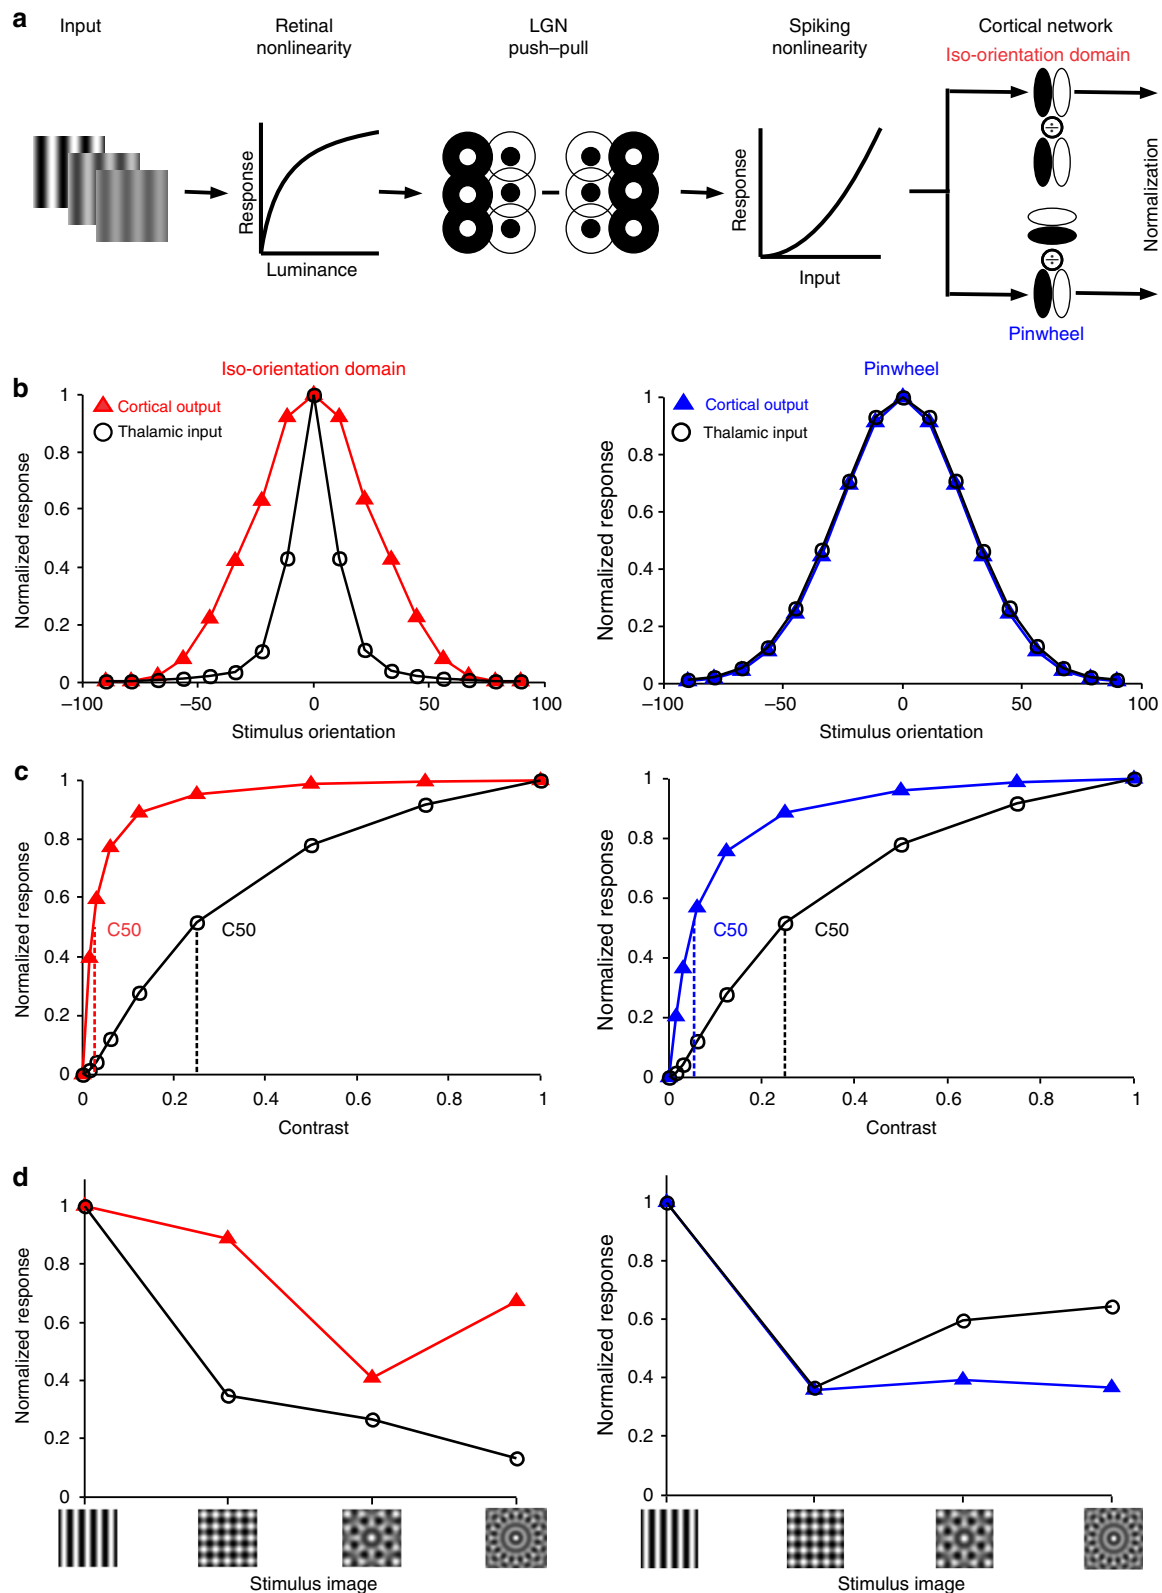 a
Input
Retinal
nonlinearity
LGN
push–pull
Spiking
nonlinearity
Cortical network
Iso-orientation domain
Response
Luminance
Response
Input
÷
÷
Normalization
Pinwheel
b
Iso-orientation domain
Cortical output
Thalamic input
Normalized response
1
0.8
0.6
0.4
0.2
0
–100
–50
0
50
100
Stimulus orientation
Pinwheel
Cortical output
Thalamic input
Normalized response
1
0.8
0.6
0.4
0.2
0
–100
–50
0
50
100
Stimulus orientation
c
Normalized response
1
0.8
0.6
0.4
0.2
0
C50
C50
0
0.2
0.4
0.6
0.8
1
Contrast
Normalized response
1
0.8
0.6
0.4
0.2
0
C50
C50
0
0.2
0.4
0.6
0.8
1
Contrast
d
Normalized response
1
0.8
0.6
0.4
0.2
0
Stimulus image
Normalized response
1
0.8
0.6
0.4
0.2
0
Stimulus image